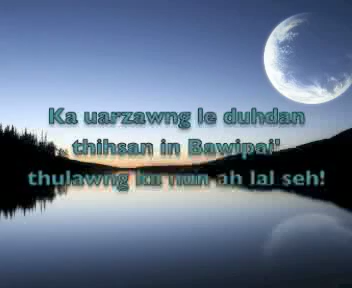 Ka uarzawng le duhdan
thihsan in Bawipai'
thulawng ka nun ah lal seh!